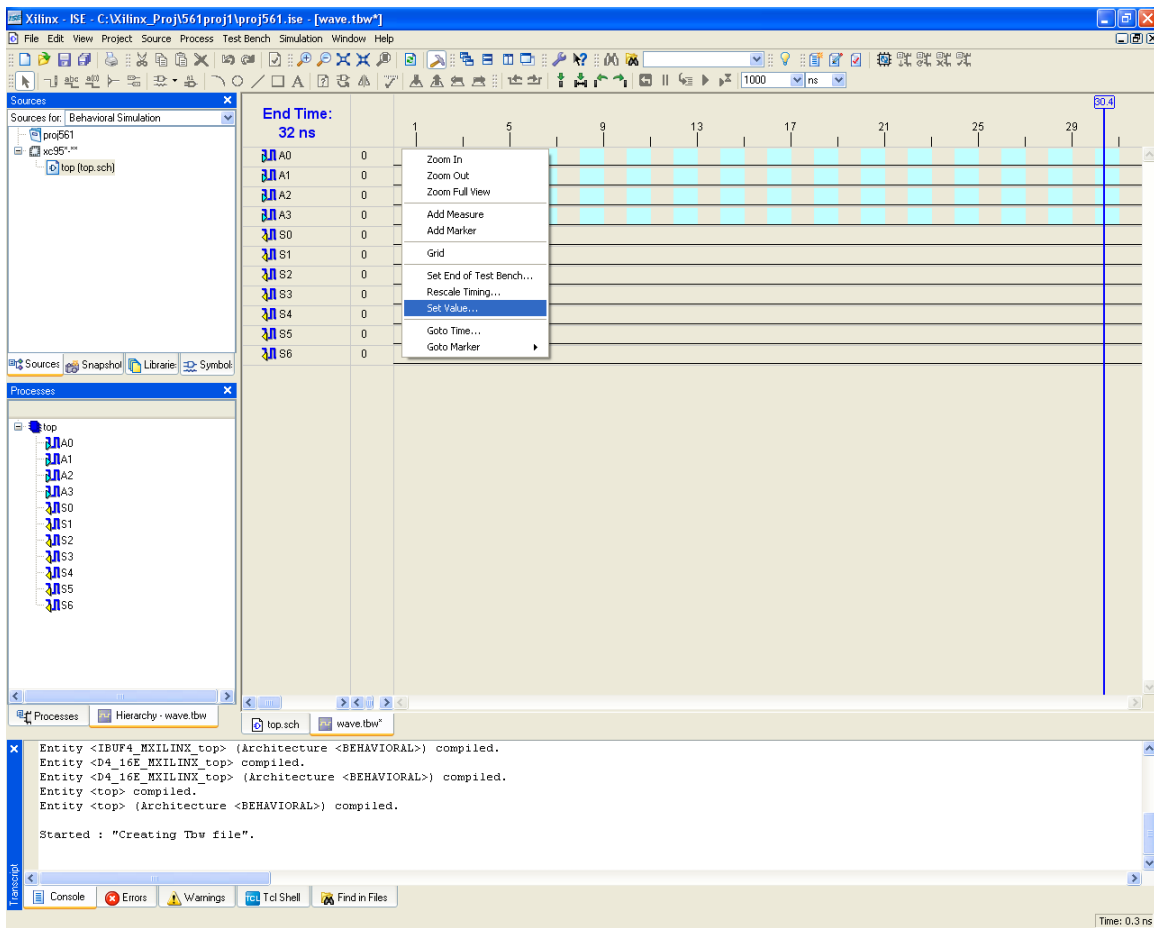 Xilinx - ISE - C:\Xilinx_Proj\561proj1\proj561.ise - [wave.tbw*]
File Edit View Project Source Process Test Bench Simulation Window Help
1000 ns
Sources
Sources for: Behavioral Simulation
proj561
xc95*-**
top (top.sch)
Sources Snapshot Libraries Symbols
Processes
top
A0
A1
A2
A3
S0
S1
S2
S3
S4
S5
S6
Processes Hierarchy - wave.tbw
End Time:
32 ns
30.4
1 5 9 13 17 21 25 29
A0 0
A1 0
A2 0
A3 0
S0 0
S1 0
S2 0
S3 0
S4 0
S5 0
S6 0
Zoom In
Zoom Out
Zoom Full View
Add Measure
Add Marker
Grid
Set End of Test Bench...
Rescale Timing...
Set Value...
Goto Time...
Goto Marker
top.sch wave.tbw*
Entity <IBUF4_MXILINX_top> (Architecture <BEHAVIORAL>) compiled.
Entity <D4_16E_MXILINX_top> compiled.
Entity <D4_16E_MXILINX_top> (Architecture <BEHAVIORAL>) compiled.
Entity <top> compiled.
Entity <top> (Architecture <BEHAVIORAL>) compiled.
Started : "Creating Tbw file".
Transcript
Console Errors Warnings Tcl Shell Find in Files
Time: 0.3 ns